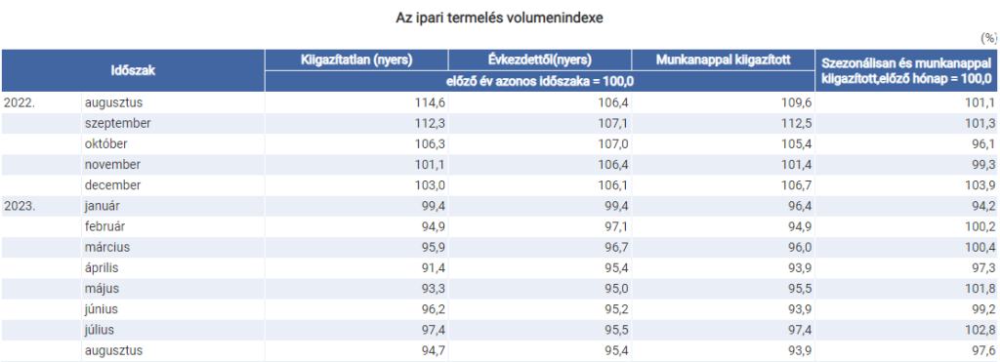 Az ipari termelés volumenindexe
(%)
Időszak Kiigazítatlan (nyers) Évkezdettől(nyers) Munkanappal kiigazított Szezonálisan és munkanappal kiigazított,előző hónap = 100,0
előző év azonos időszaka = 100,0
2022. augusztus 114,6 106,4 109,6 101,1
szeptember 112,3 107,1 112,5 101,3
október 106,3 107,0 105,4 96,1
november 101,1 106,4 101,4 99,3
december 103,0 106,1 106,7 103,9
2023. január 99,4 99,4 96,4 94,2
február 94,9 97,1 94,9 100,2
március 95,9 96,7 96,0 100,4
április 91,4 95,4 93,9 97,3
május 93,3 95,0 95,5 101,8
június 96,2 95,2 93,9 99,2
július 97,4 95,5 97,4 102,8
augusztus 94,7 95,4 93,9 97,6